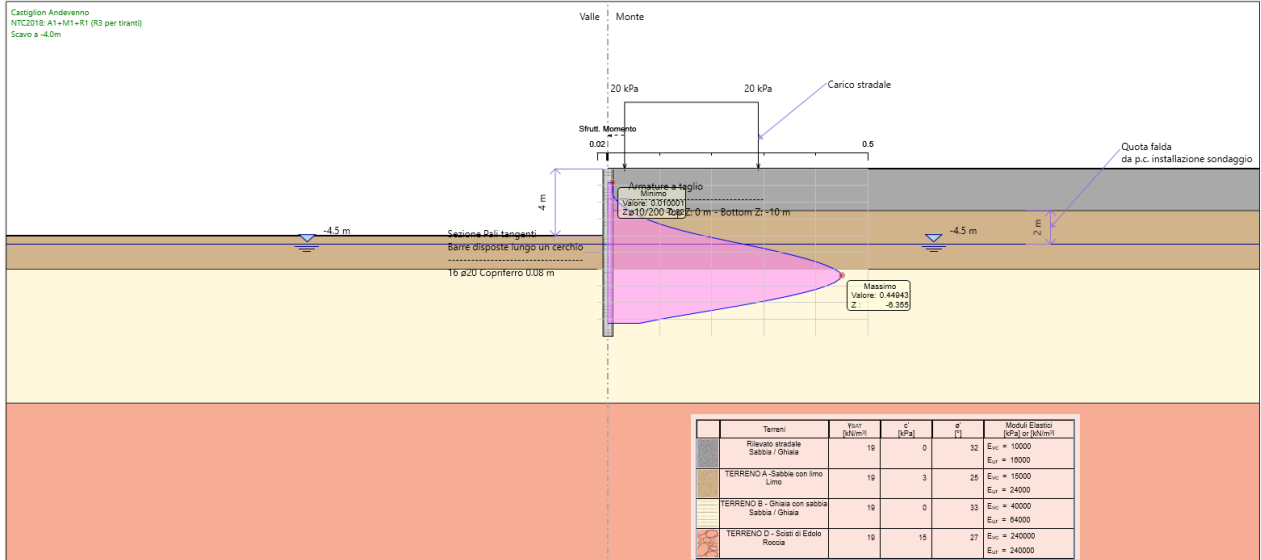 Castiglion Andevenno
NTC2018: A1+M1+R1 (R3 per tiranti)
Scavo a -4.0m
Valle
Monte
20 kPa
20 kPa
Carico stradale
Sfrutt. Momento
0.02
0.5
Quota falda
da p.c. installazione sondaggio
Armature a taglio
Minimo
Valore: 0.010001
ø10/200 Top Z: 0 m - Bottom Z: -10 m
4 m
2 m
-4.5 m
-4.5 m
Sezione Pali tangenti
Barre disposte lungo un cerchio
16 ø20 Copriferro 0.08 m
Massimo
Valore: 0.44943
Z : -6.355
Terreni γSAT c' ø'  Moduli Elastici
[kN/m³] [kPa] [°] [kPa] or [kN/m³]
Rilevato stradale
Sabbia / Ghiaia
19 0 32 Evc = 10000
Eur = 16000
TERRENO A -Sabbie con limo
Limo
19 3 Evc = 15000
Eur = 24000
TERRENO B - Ghiaia con sabbia
Sabbia / Ghiaia
19 0 33 Evc = 40000
Eur = 64000
TERRENO D - Scisti di Edolo
Roccia
19 15 27 Evc = 240000
Eur = 240000